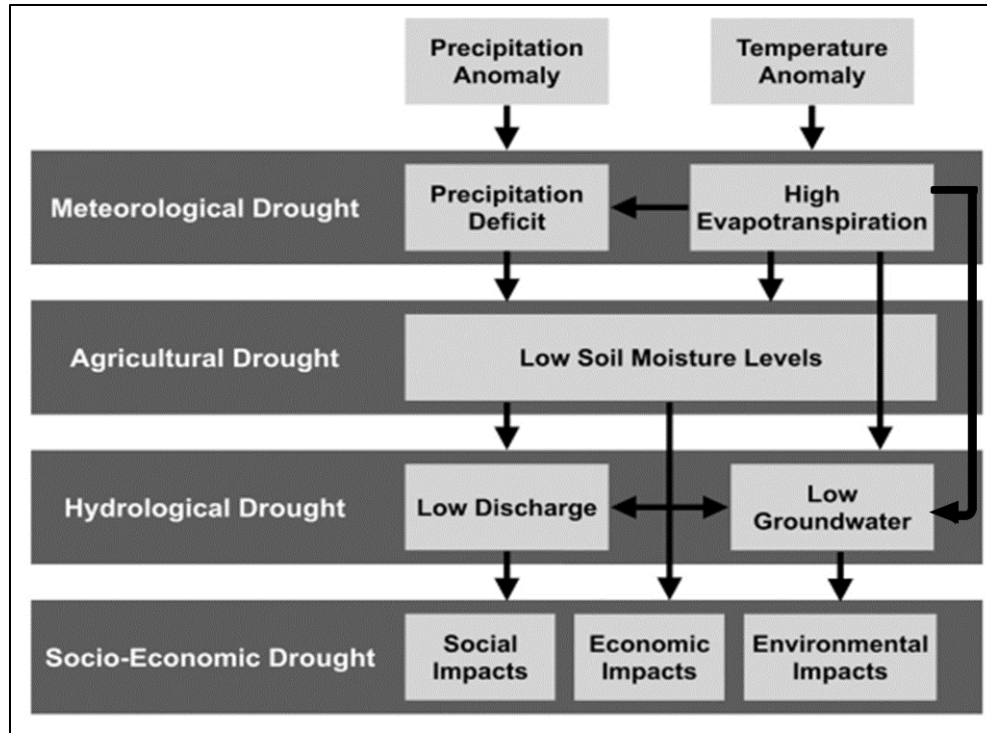 Precipitation
Anomaly
Temperature
Anomaly
Meteorological Drought
Precipitation
Deficit
High
Evapotranspiration
Agricultural Drought
Low Soil Moisture Levels
Hydrological Drought
Low Discharge
Low
Groundwater
Socio-Economic Drought
Social
Impacts
Economic
Impacts
Environmental
Impacts